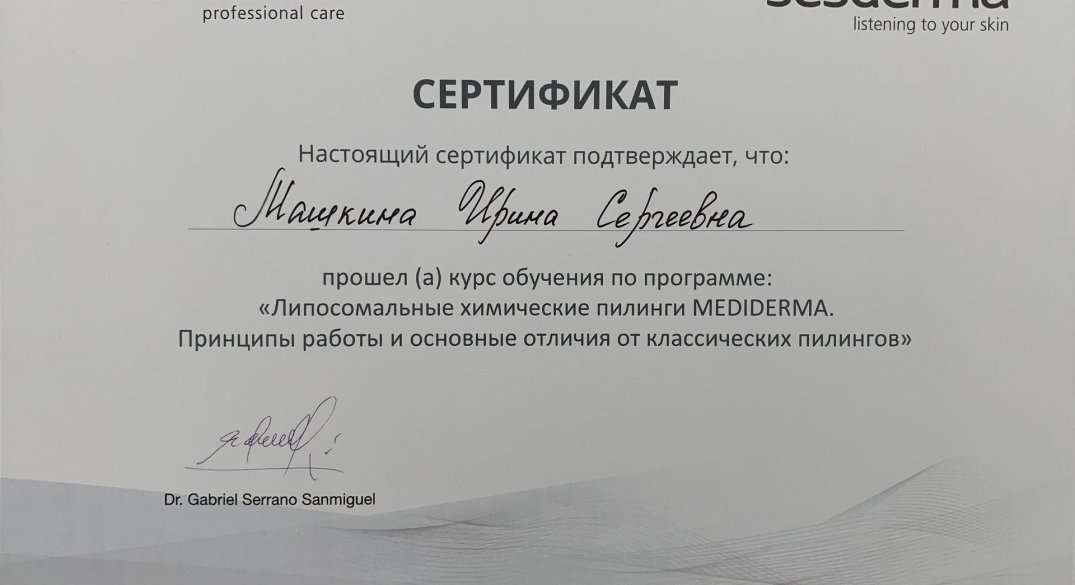 professional care
sesderma
listening to your skin
СЕРТИФИКАТ
Настоящий сертификат подтверждает, что:
Машкина Ирина Сергеевна
прошел (а) курс обучения по программе:
«Липосомальные химические пилинги MEDIDERMA.
Принципы работы и основные отличия от классических пилингов»
Dr. Gabriel Serrano Sanmiguel